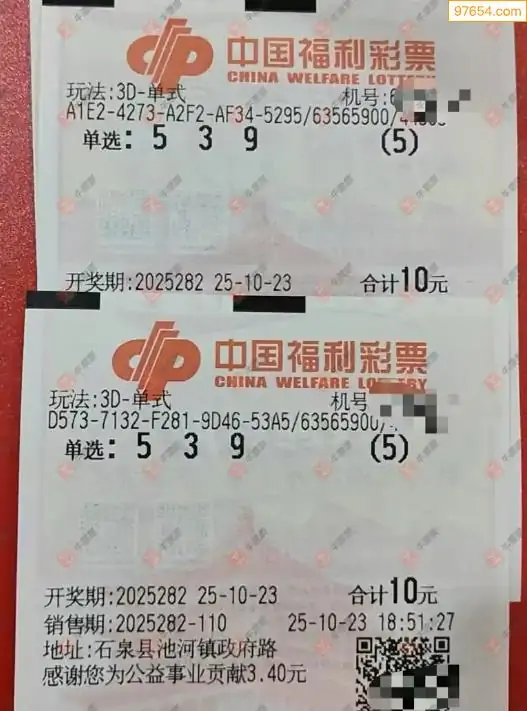 97654.com
中国福利彩票
CHINA WELFARE LOTTERY
玩法:3D-单式 机号:
A1E2-4273-A2F2-AF34-5295/63565900/
单选: 5 3 9 (5)
开奖期:2025282 25-10-23 合计10元
中国福利彩票
CHINA WELFARE LOTTERY
玩法:3D-单式 机号
D573-7132-F281-9D46-53A5/63565900/
单选: 5 3 9 (5)
开奖期:2025282 25-10-23 合计10元
销售期:2025282-110 25-10-23 18:51:27
地址:石泉县池河镇政府路
感谢您为公益事业贡献3.40元